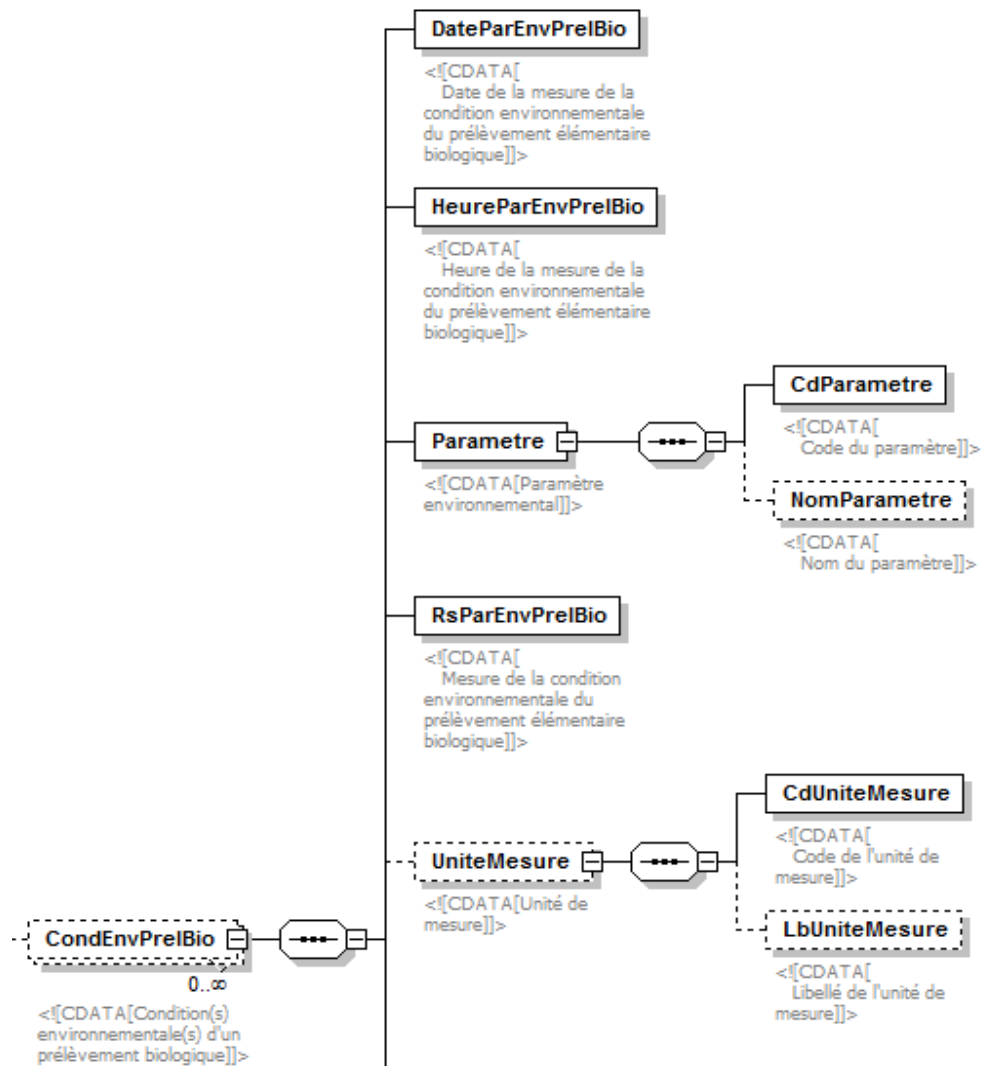 DateParEnvPrelBio
<![CDATA[
Date de la mesure de la
condition environnementale
du prélèvement élémentaire
biologique]]>
HeureParEnvPrelBio
<![CDATA[
Heure de la mesure de la
condition environnementale
du prélèvement élémentaire
biologique]]>
Parametre
<![CDATA[Paramètre
environnemental]]>
CdParametre
<![CDATA[
Code du paramètre]]>
NomParametre
<![CDATA[
Nom du paramètre]]>
RsParEnvPrelBio
<![CDATA[
Mesure de la condition
environnementale du
prélèvement élémentaire
biologique]]>
UniteMesure
<![CDATA[Unité de
mesure]]>
CdUniteMesure
<![CDATA[
Code de l'unité de
mesure]]>
LbUniteMesure
<![CDATA[
Libellé de l'unité de
mesure]]>
CondEnvPrelBio
0..∞
<![CDATA[Condition(s)
environnementale(s) d'un
prélèvement biologique]]>